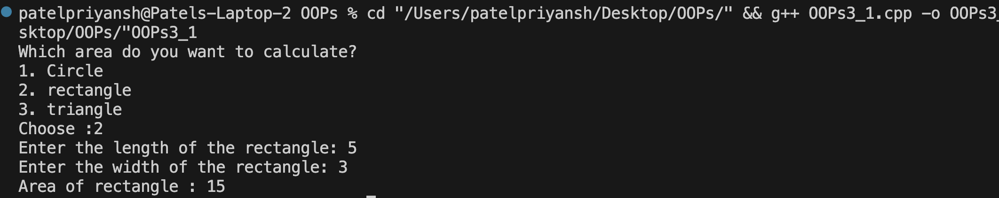 patelpriyansh@Patels-Laptop-2 OOPs % cd "/Users/patelpriyansh/Desktop/OOPs/" && g++ OOPs3_1.cpp -o OOPs3_
sktop/OOPs/"OOPs3_1
Which area do you want to calculate?
1. Circle
2. rectangle
3. triangle
Choose :2
Enter the length of the rectangle: 5
Enter the width of the rectangle: 3
Area of rectangle : 15